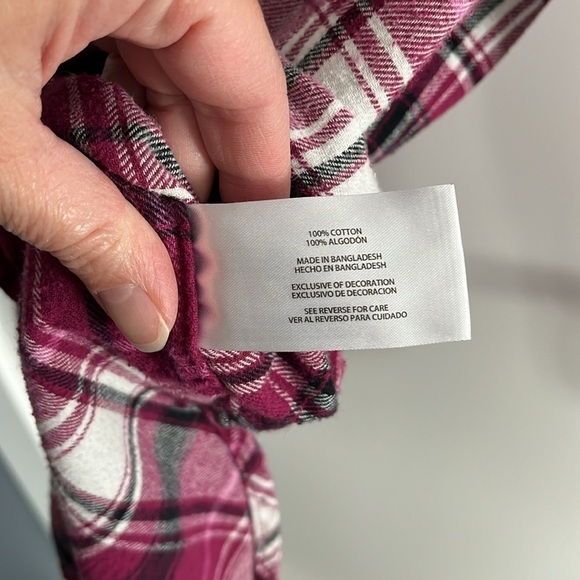 100% COTTON
100% ALGODÓN
MADE IN BANGLADESH
HECHO EN BANGLADESH
EXCLUSIVE OF DECORATION
EXCLUSIVO DE DECORACION
SEE REVERSE FOR CARE
VER AL REVERSO PARA CUIDADO